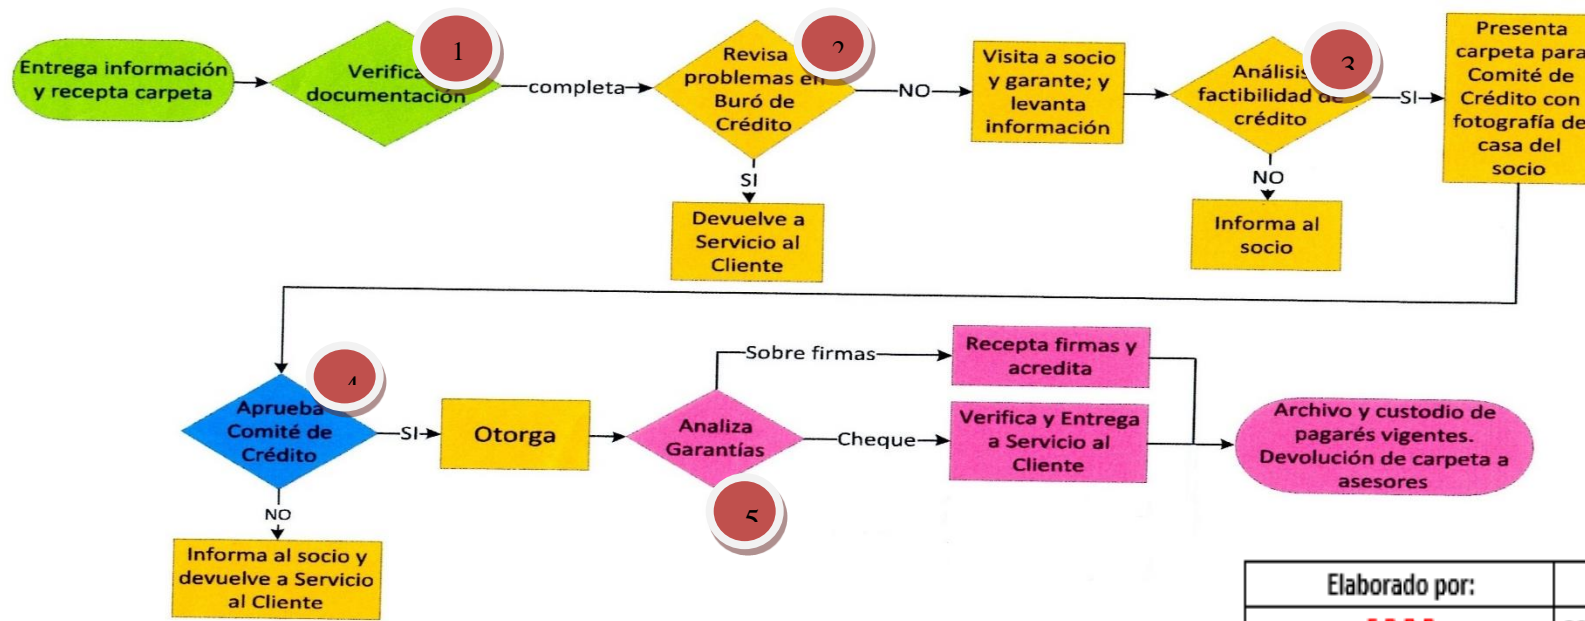 Entrega información
y recepta carpeta
Verifica
documentación
1
completa
Revisa
problemas en
Buró de
Crédito
2
NO
Visita a socio
y garante; y
levanta
información
Análisis
factibilidad de
crédito
3
SI
Presenta
carpeta para
Comité de
Crédito con
fotografía de
casa del
socio
SI
Devuelve a
Servicio al
Cliente
NO
Informa al
socio
Aprueba
Comité de
Crédito
4
SI
Otorga
Analiza
Garantías
5
Sobre firmas
Recepta firmas y
acredita
Cheque
Verifica y Entrega
a Servicio al
Cliente
Archivo y custodio de
pagarés vigentes.
Devolución de carpeta a
asesores
NO
Informa al socio y
devuelve a Servicio
al Cliente
Elaborado por: